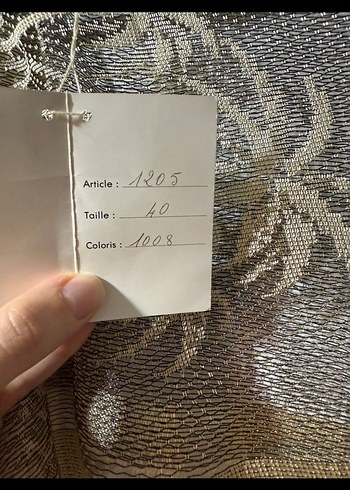 Article : 1205
Taille : 40
Coloris : 1008